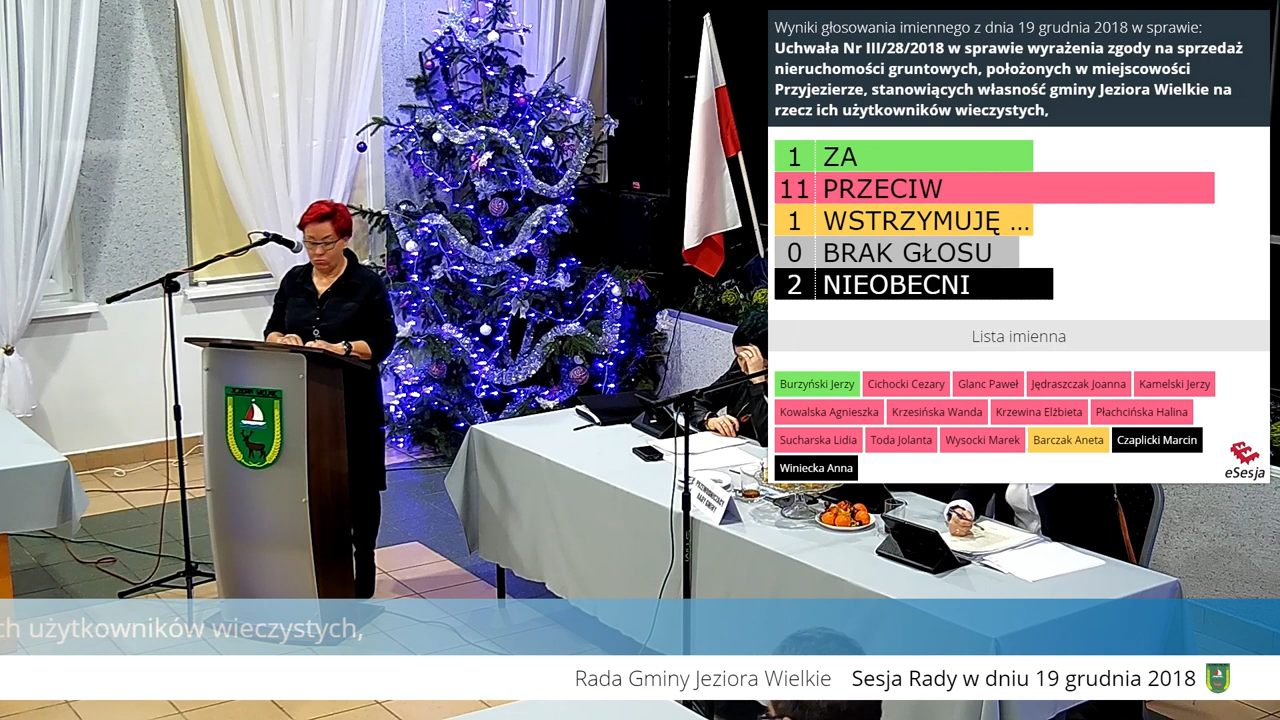 Wyniki głosowania imiennego z dnia 19 grudnia 2018 w sprawie:
Uchwała Nr III/28/2018 w sprawie wyrażenia zgody na sprzedaż
nieruchomości gruntowych, położonych w miejscowości
Przyjezierze, stanowiących własność gminy Jeziora Wielkie na
rzecz ich użytkowników wieczystych,
1 ZA
11 PRZECIW
1 WSTRZYMUJĘ ...
0 BRAK GŁOSU
2 NIEOBECNI
Lista imienna
Burzyński Jerzy Cichocki Cezary Glanc Paweł Jędraszczak Joanna Kamelski Jerzy
Kowalska Agnieszka Krzesińska Wanda Krzewina Elżbieta Płachcińska Halina
Sucharska Lidia Toda Jolanta Wysocki Marek Barczak Aneta Czaplicki Marcin
Winiecka Anna
eSesja
PRZEWODNICZĄCY
RADY GMINY
ch użytkowników wieczystych,
Rada Gminy Jeziora Wielkie Sesja Rady w dniu 19 grudnia 2018